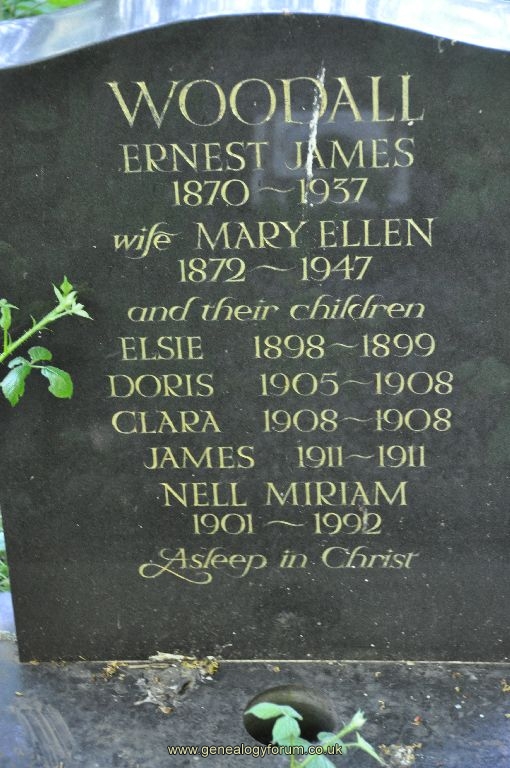 WOODALL
ERNEST JAMES
1870 ~ 1937
wife MARY ELLEN
1872 ~ 1947
and their children
ELSIE 1898 ~ 1899
DORIS 1905 ~ 1908
CLARA 1908 ~ 1908
JAMES 1911 ~ 1911
NELL MIRIAM
1901 ~ 1992
Asleep in Christ
www.genealogyforum.co.uk